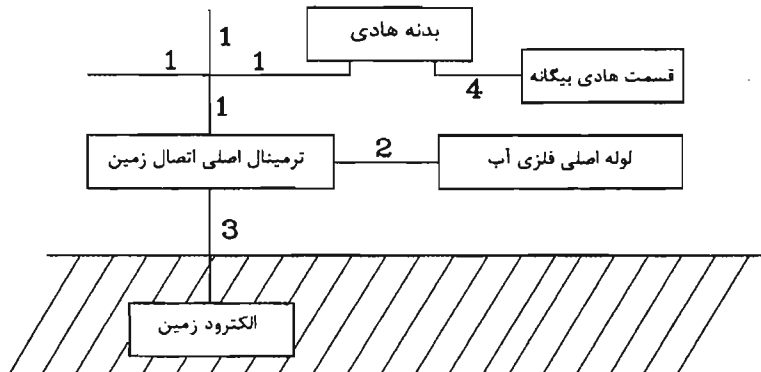 1
بدنه هادی
1
1
4
قسمت هادی بیگانه
1
ترمینال اصلی اتصال زمین
2
لوله اصلی فلزی آب
3
الکترود زمین